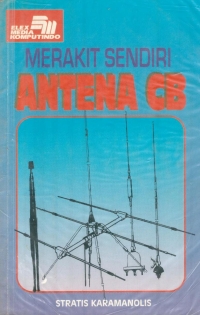 ELEX
MEDIA
KOMPUTINDO
MERAKIT SENDIRI
ANTENA CB
STRATIS KARAMANOLIS